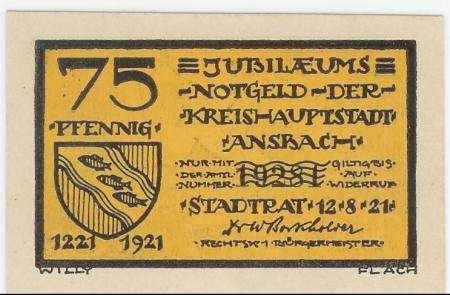 75
PFENNIG
1221 1921
JUBILÆUMS
NOTGELD DER
KREISHAUPTSTADT
ANSBACH
NUR MIT DER AMTL NUMMER
GILTIG BIS AUF WIDERRUF
STADTRAT 12·8·21
RECHTSK·1·BÜRGERMEISTER
WILLY FLACH